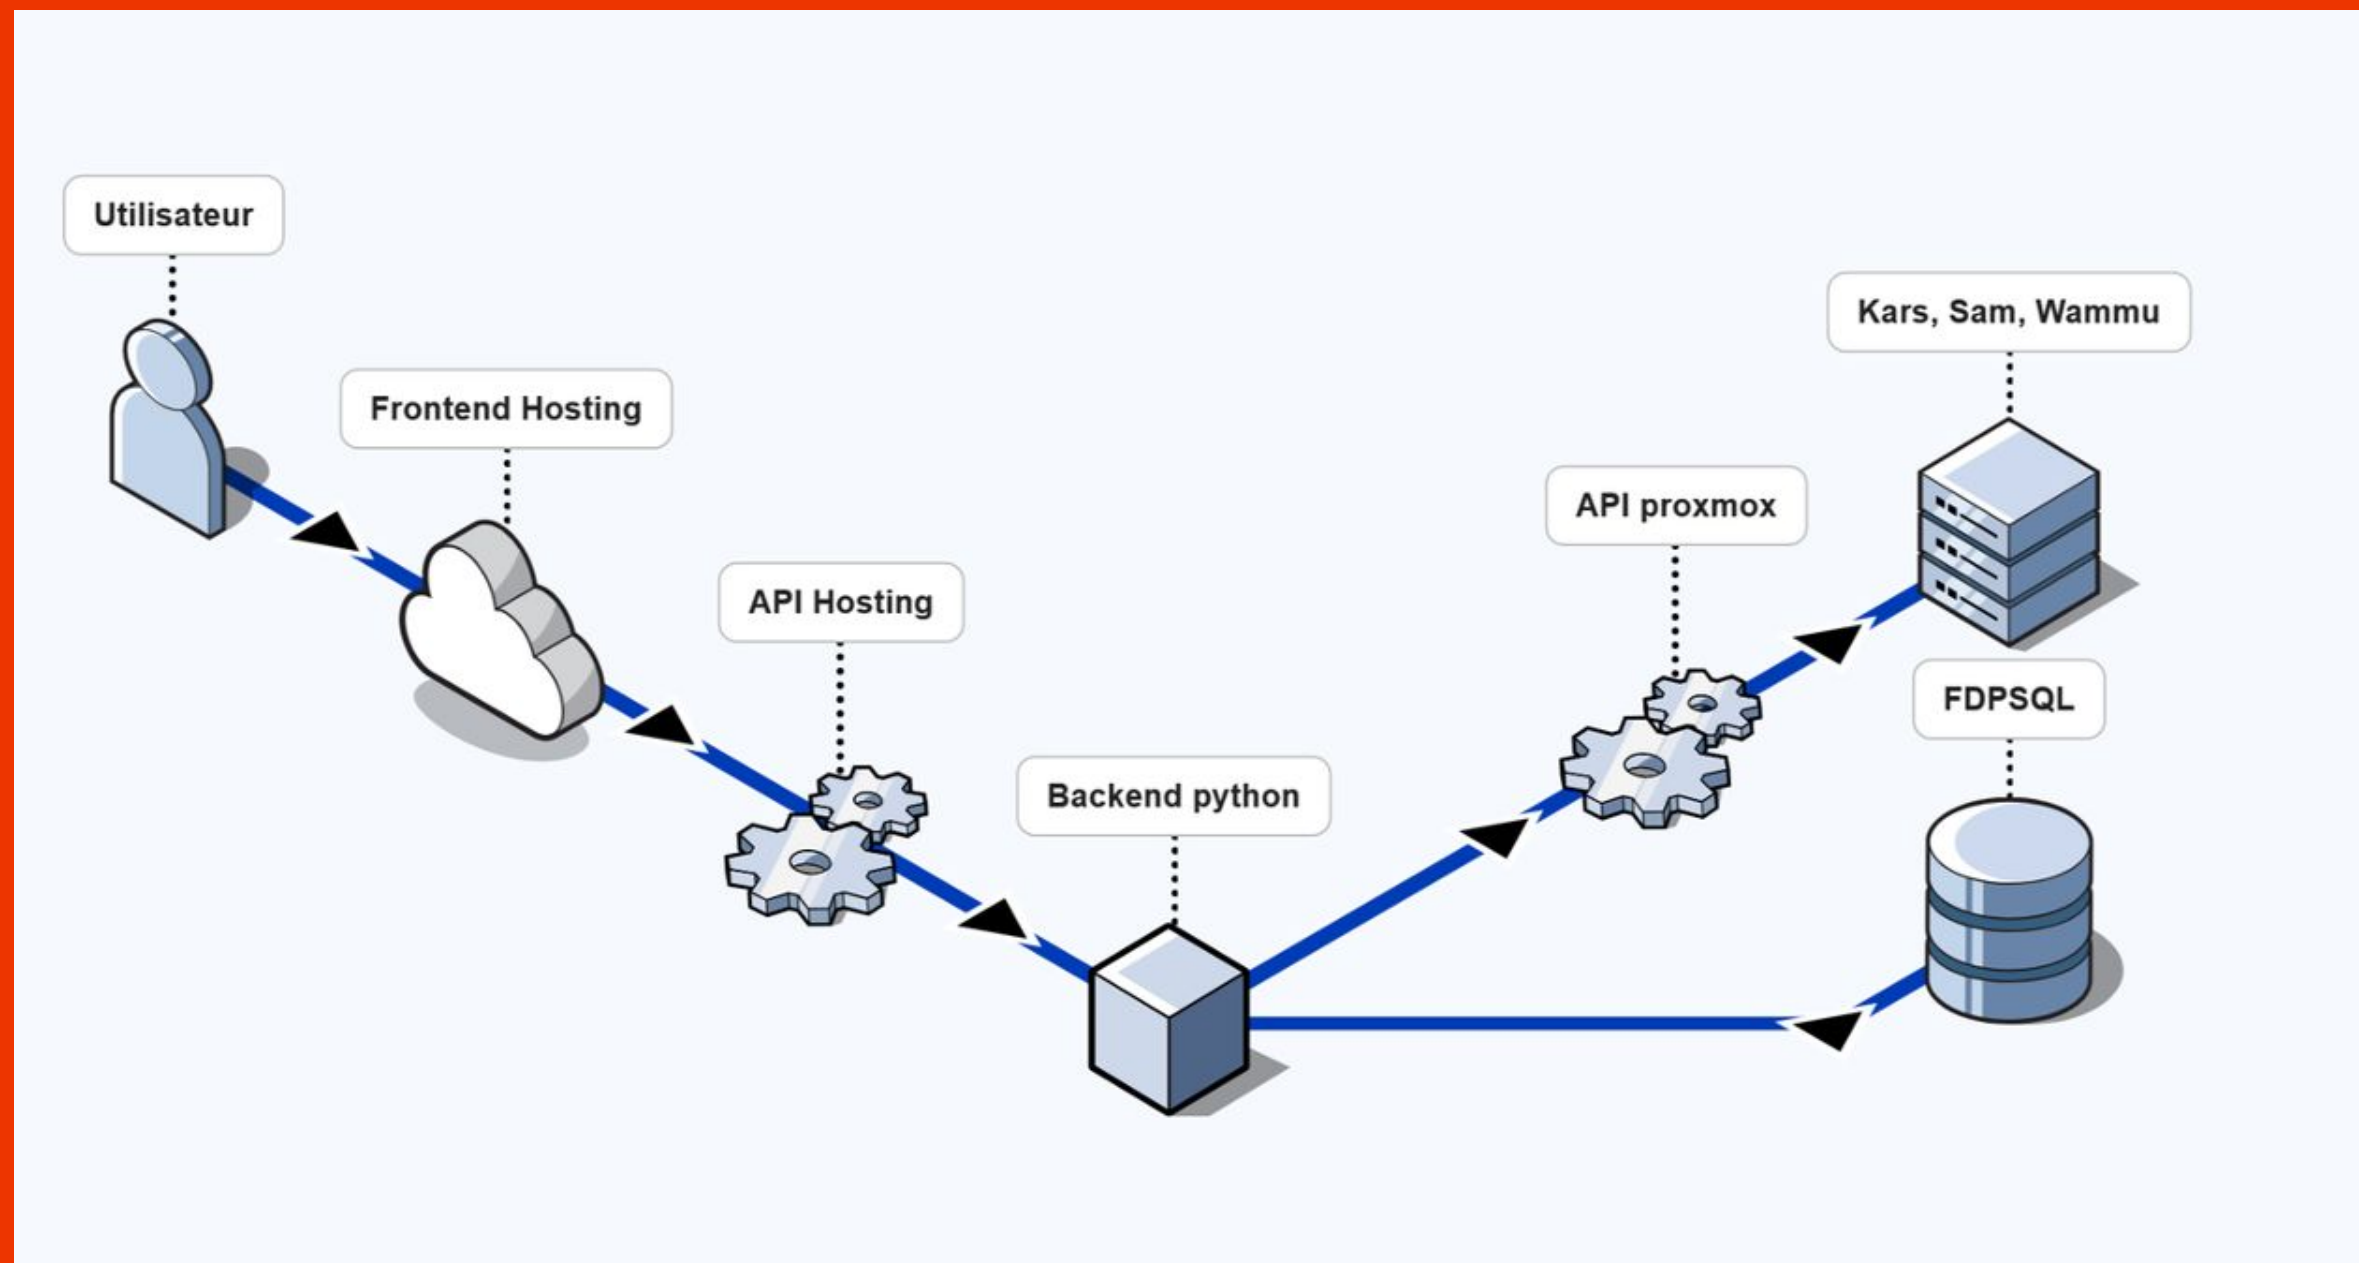 Utilisateur
Frontend Hosting
API Hosting
Backend python
API proxmox
Kars, Sam, Wammu
FDPSQL